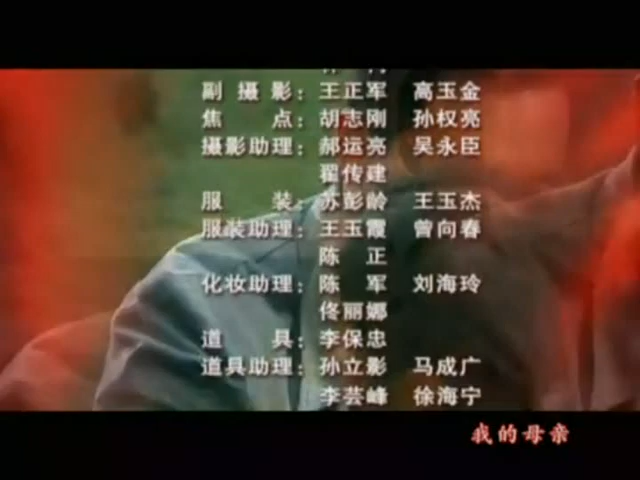 副 摄 影：王正军 高玉金
焦 点：胡志刚 孙权亮
摄影助理：郝运亮 吴永臣
翟传建
服 装：苏彭龄 王玉杰
服装助理：王玉霞 曾向春
陈 正
化妆助理：陈 军 刘海玲
佟丽娜
道 具：李保忠
道具助理：孙立影 马成广
李芸峰 徐海宁
我的母亲